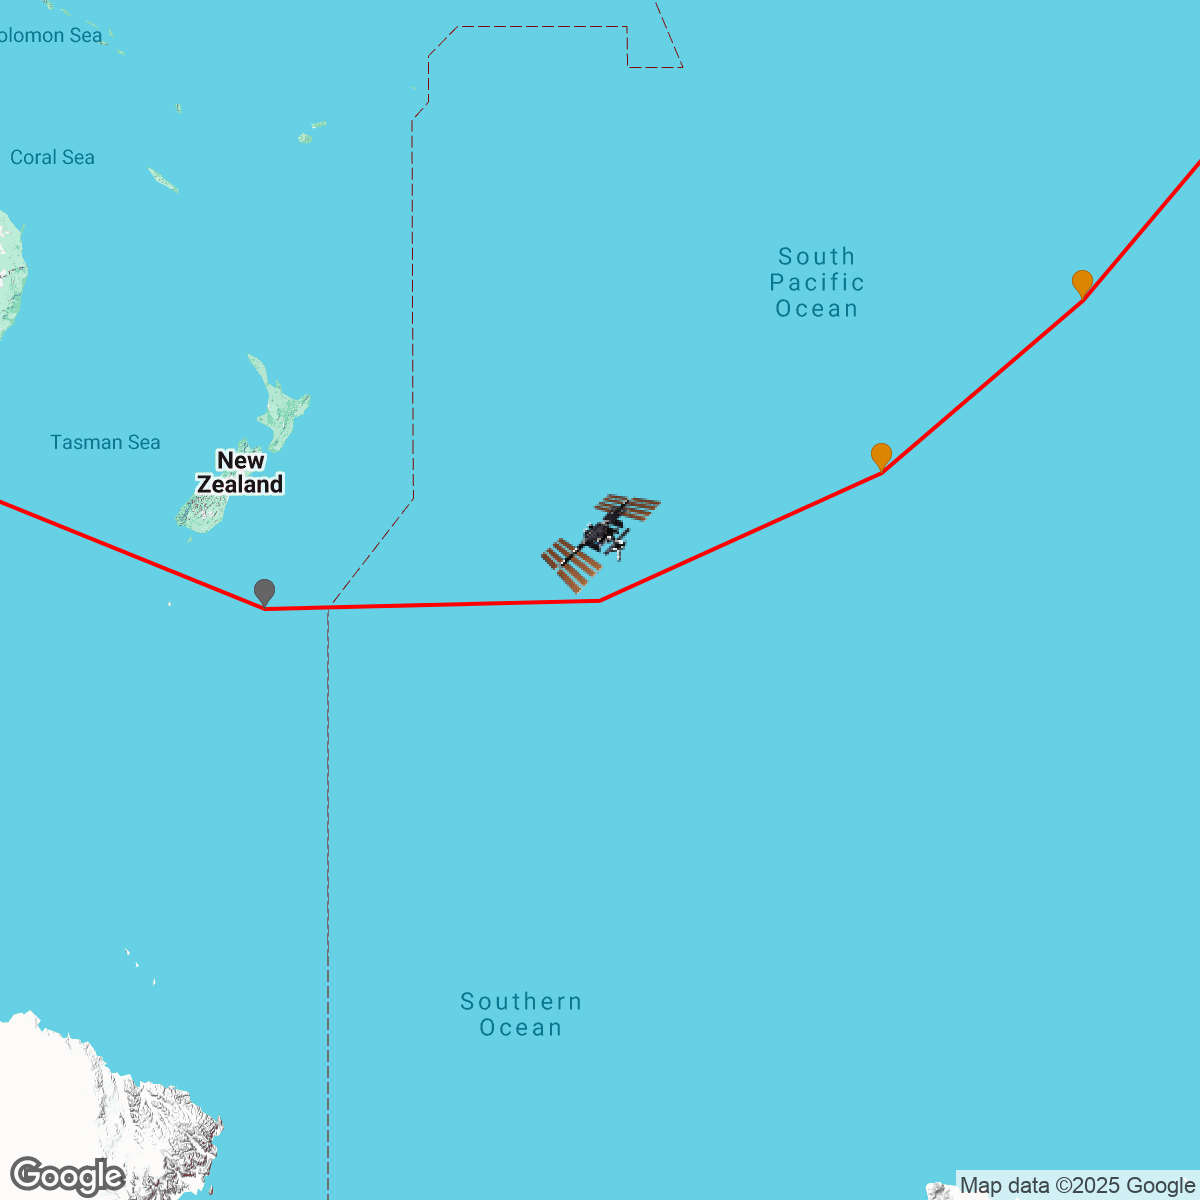 olomon Sea
Coral Sea
South
Pacific
Ocean
Tasman Sea
New
Zealand
Southern
Ocean
Google
Map data ©2025 Google